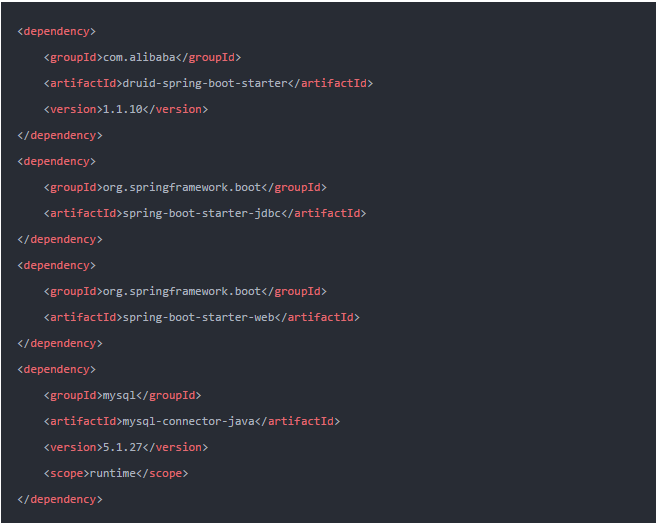 <dependency>
    <groupId>com.alibaba</groupId>
    <artifactId>druid-spring-boot-starter</artifactId>
    <version>1.1.10</version>
</dependency>
<dependency>
    <groupId>org.springframework.boot</groupId>
    <artifactId>spring-boot-starter-jdbc</artifactId>
</dependency>
<dependency>
    <groupId>org.springframework.boot</groupId>
    <artifactId>spring-boot-starter-web</artifactId>
</dependency>
<dependency>
    <groupId>mysql</groupId>
    <artifactId>mysql-connector-java</artifactId>
    <version>5.1.27</version>
    <scope>runtime</scope>
</dependency>